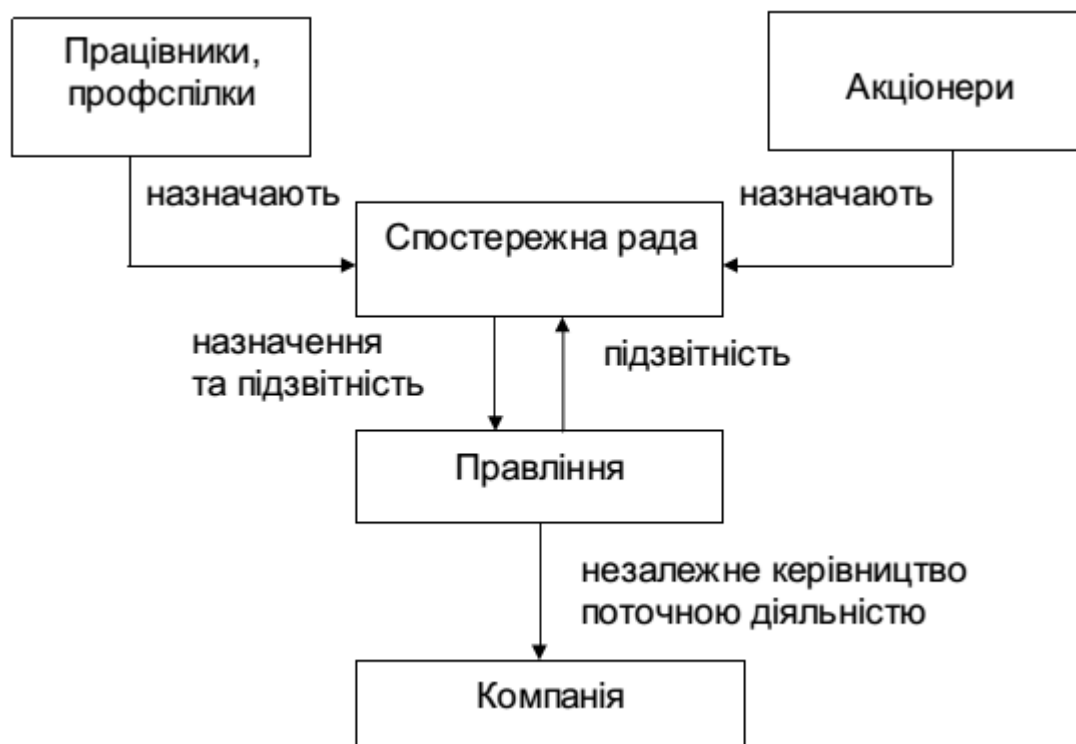 Працівники,
профспілки
Акціонери
назначають
назначають
Спостережна рада
назначення
та підзвітність
підзвітність
Правління
незалежне керівництво
поточною діяльністю
Компанія